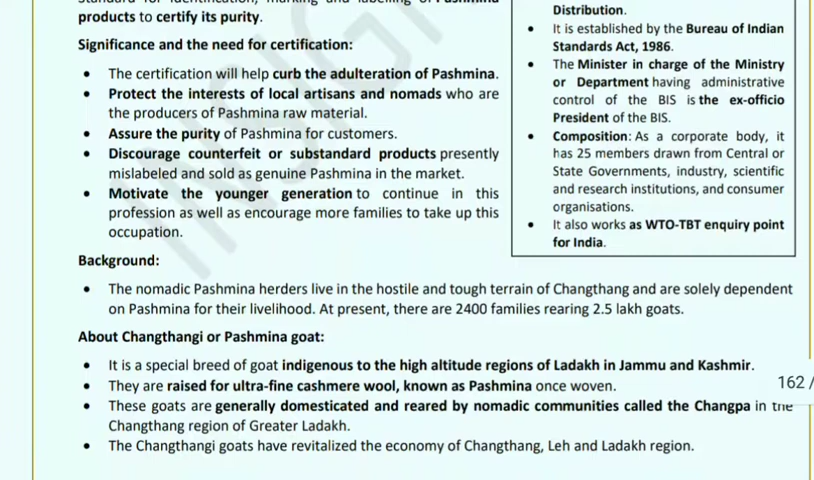 products to certify its purity.
Significance and the need for certification:
• The certification will help curb the adulteration of Pashmina.
• Protect the interests of local artisans and nomads who are
the producers of Pashmina raw material.
• Assure the purity of Pashmina for customers.
• Discourage counterfeit or substandard products presently
mislabeled and sold as genuine Pashmina in the market.
• Motivate the younger generation to continue in this
profession as well as encourage more families to take up this
occupation.
Distribution.
• It is established by the Bureau of Indian
Standards Act, 1986.
• The Minister in charge of the Ministry
or Department having administrative
control of the BIS is the ex-officio
President of the BIS.
• Composition: As a corporate body, it
has 25 members drawn from Central or
State Governments, industry, scientific
and research institutions, and consumer
organisations.
• It also works as WTO-TBT enquiry point
for India.
Background:
• The nomadic Pashmina herders live in the hostile and tough terrain of Changthang and are solely dependent
on Pashmina for their livelihood. At present, there are 2400 families rearing 2.5 lakh goats.
About Changthangi or Pashmina goat:
• It is a special breed of goat indigenous to the high altitude regions of Ladakh in Jammu and Kashmir.
• They are raised for ultra-fine cashmere wool, known as Pashmina once woven.
162 /
• These goats are generally domesticated and reared by nomadic communities called the Changpa in the
Changthang region of Greater Ladakh.
• The Changthangi goats have revitalized the economy of Changthang, Leh and Ladakh region.